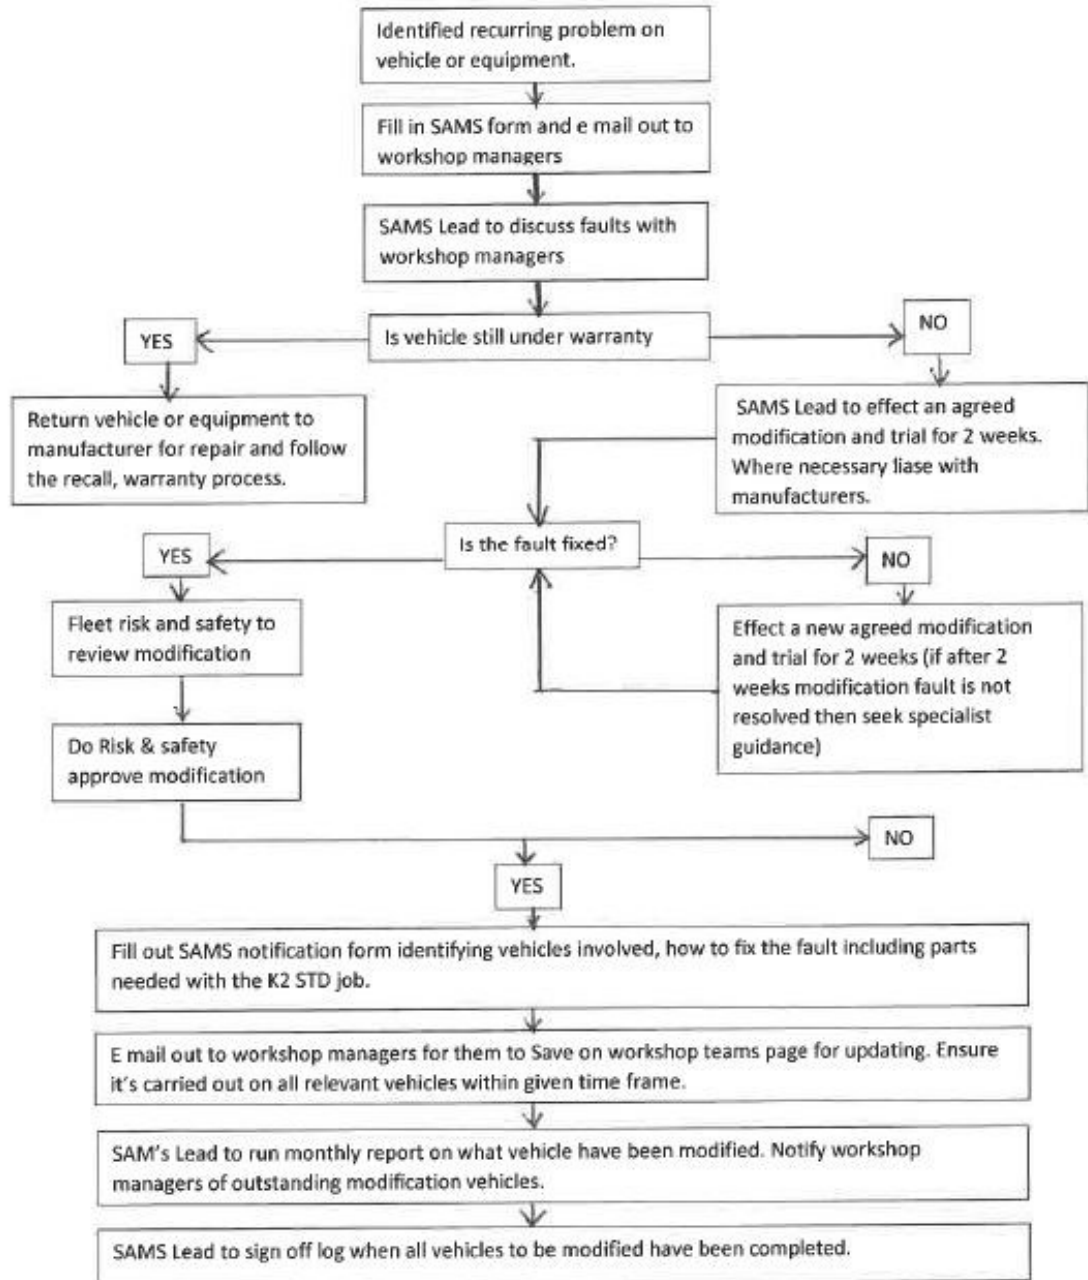 Identified recurring problem on
vehicle or equipment.
Fill in SAMS form and e mail out to
workshop managers
SAMS Lead to discuss faults with
workshop managers
Is vehicle still under warranty
YES
NO
Return vehicle or equipment to
manufacturer for repair and follow
the recall, warranty process.
SAMS Lead to effect an agreed
modification and trial for 2 weeks.
Where necessary liase with
manufacturers.
Is the fault fixed?
YES
NO
Fleet risk and safety to
review modification
Effect a new agreed modification
and trial for 2 weeks (if after 2
weeks modification fault is not
resolved then seek specialist
guidance)
Do Risk & safety
approve modification
NO
YES
Fill out SAMS notification form identifying vehicles involved, how to fix the fault including parts
needed with the K2 STD job.
E mail out to workshop managers for them to Save on workshop teams page for updating. Ensure
it's carried out on all relevant vehicles within given time frame.
SAM's Lead to run monthly report on what vehicle have been modified. Notify workshop
managers of outstanding modification vehicles.
SAMS Lead to sign off log when all vehicles to be modified have been completed.